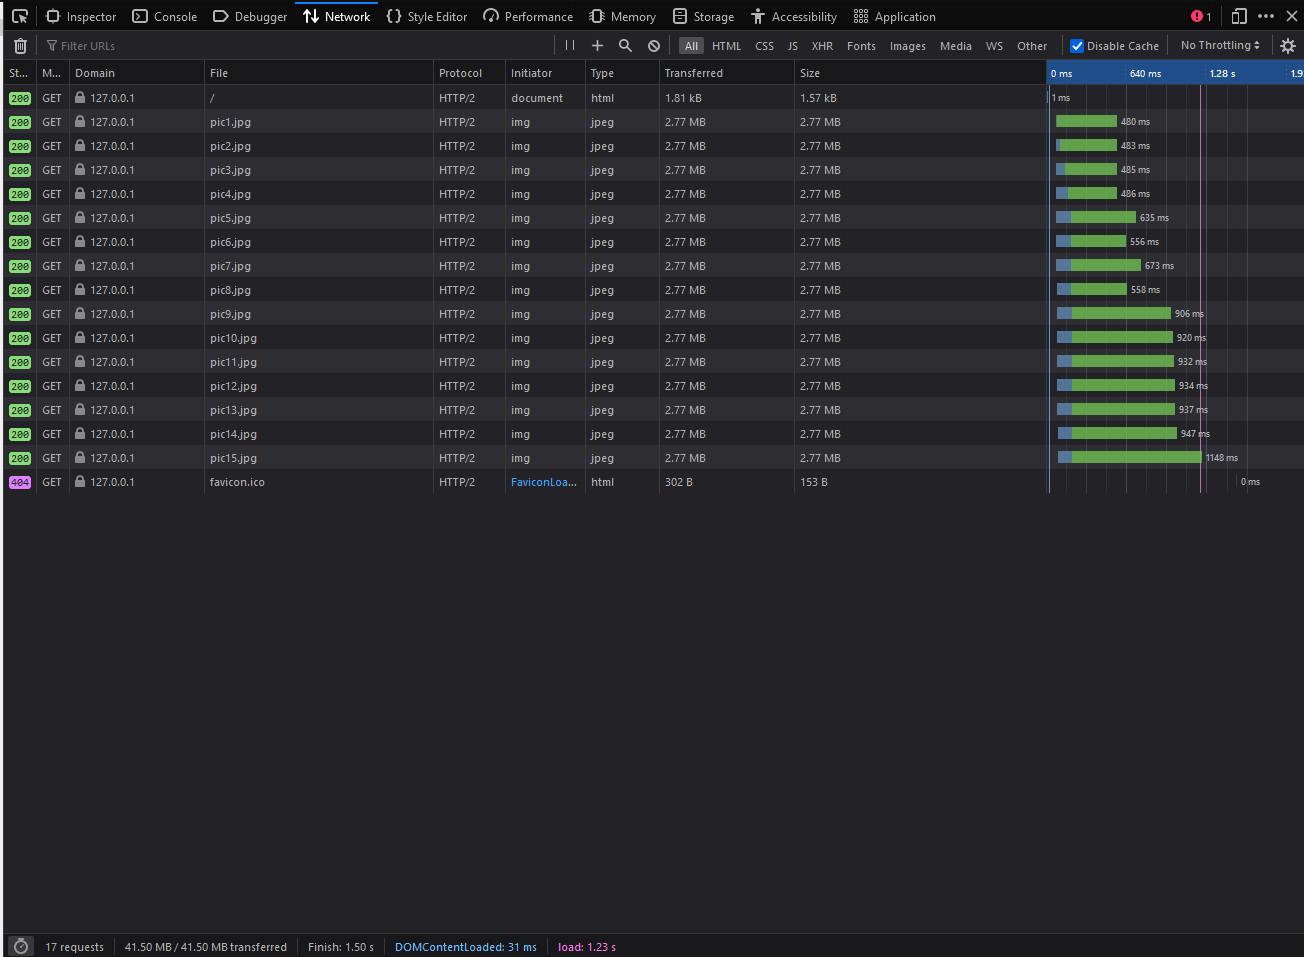 Inspector Console Debugger Network Style Editor Performance Memory Storage Accessibility Application 1
Filter URLs All HTML CSS JS XHR Fonts Images Media WS Other Disable Cache No Throttling
St... M... Domain File Protocol Initiator Type Transferred Size 0 ms 640 ms 1.28 s 1.9
200 GET 127.0.0.1 / HTTP/2 document html 1.81 kB 1.57 kB 1 ms
200 GET 127.0.0.1 pic1.jpg HTTP/2 img jpeg 2.77 MB 2.77 MB 480 ms
200 GET 127.0.0.1 pic2.jpg HTTP/2 img jpeg 2.77 MB 2.77 MB 483 ms
200 GET 127.0.0.1 pic3.jpg HTTP/2 img jpeg 2.77 MB 2.77 MB 485 ms
200 GET 127.0.0.1 pic4.jpg HTTP/2 img jpeg 2.77 MB 2.77 MB 486 ms
200 GET 127.0.0.1 pic5.jpg HTTP/2 img jpeg 2.77 MB 2.77 MB 635 ms
200 GET 127.0.0.1 pic6.jpg HTTP/2 img jpeg 2.77 MB 2.77 MB 556 ms
200 GET 127.0.0.1 pic7.jpg HTTP/2 img jpeg 2.77 MB 2.77 MB 673 ms
200 GET 127.0.0.1 pic8.jpg HTTP/2 img jpeg 2.77 MB 2.77 MB 558 ms
200 GET 127.0.0.1 pic9.jpg HTTP/2 img jpeg 2.77 MB 2.77 MB 906 ms
200 GET 127.0.0.1 pic10.jpg HTTP/2 img jpeg 2.77 MB 2.77 MB 920 ms
200 GET 127.0.0.1 pic11.jpg HTTP/2 img jpeg 2.77 MB 2.77 MB 932 ms
200 GET 127.0.0.1 pic12.jpg HTTP/2 img jpeg 2.77 MB 2.77 MB 934 ms
200 GET 127.0.0.1 pic13.jpg HTTP/2 img jpeg 2.77 MB 2.77 MB 937 ms
200 GET 127.0.0.1 pic14.jpg HTTP/2 img jpeg 2.77 MB 2.77 MB 947 ms
200 GET 127.0.0.1 pic15.jpg HTTP/2 img jpeg 2.77 MB 2.77 MB 1148 ms
404 GET 127.0.0.1 favicon.ico HTTP/2 FaviconLoa... html 302 B 153 B 0 ms
17 requests 41.50 MB / 41.50 MB transferred Finish: 1.50 s DOMContentLoaded: 31 ms load: 1.23 s